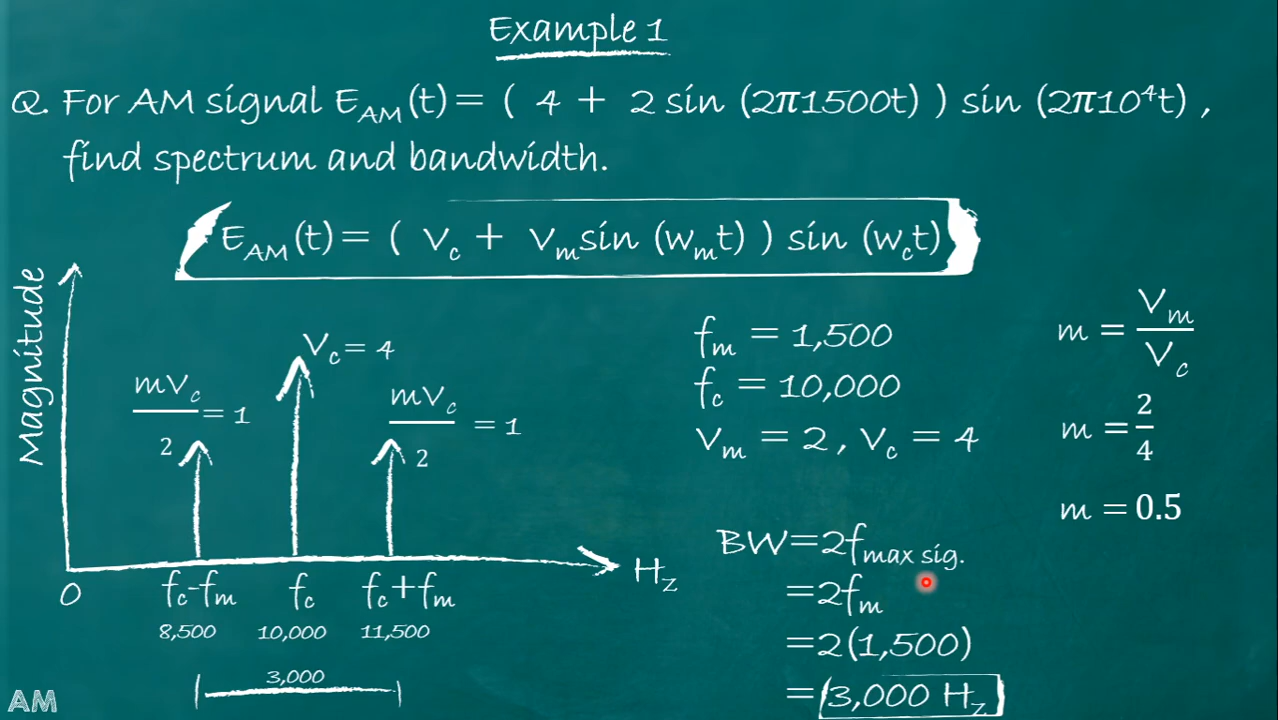 Example 1
Q. For AM signal E_AM(t) = ( 4 + 2 sin (2π1500t) ) sin (2π10⁴t) ,
find spectrum and bandwidth.
E_AM(t) = ( V_c + V_m sin (w_m t) ) sin (w_c t)
Magnitude
mV_c/2 = 1
V_c = 4
mV_c/2 = 1
0
f_c-f_m
f_c
f_c+f_m
H_z
8,500
10,000
11,500
3,000
f_m = 1,500
f_c = 10,000
V_m = 2 , V_c = 4
m = V_m/V_c
m = 2/4
m = 0.5
BW=2f_max sig.
=2f_m
=2(1,500)
=3,000 H_z
AM